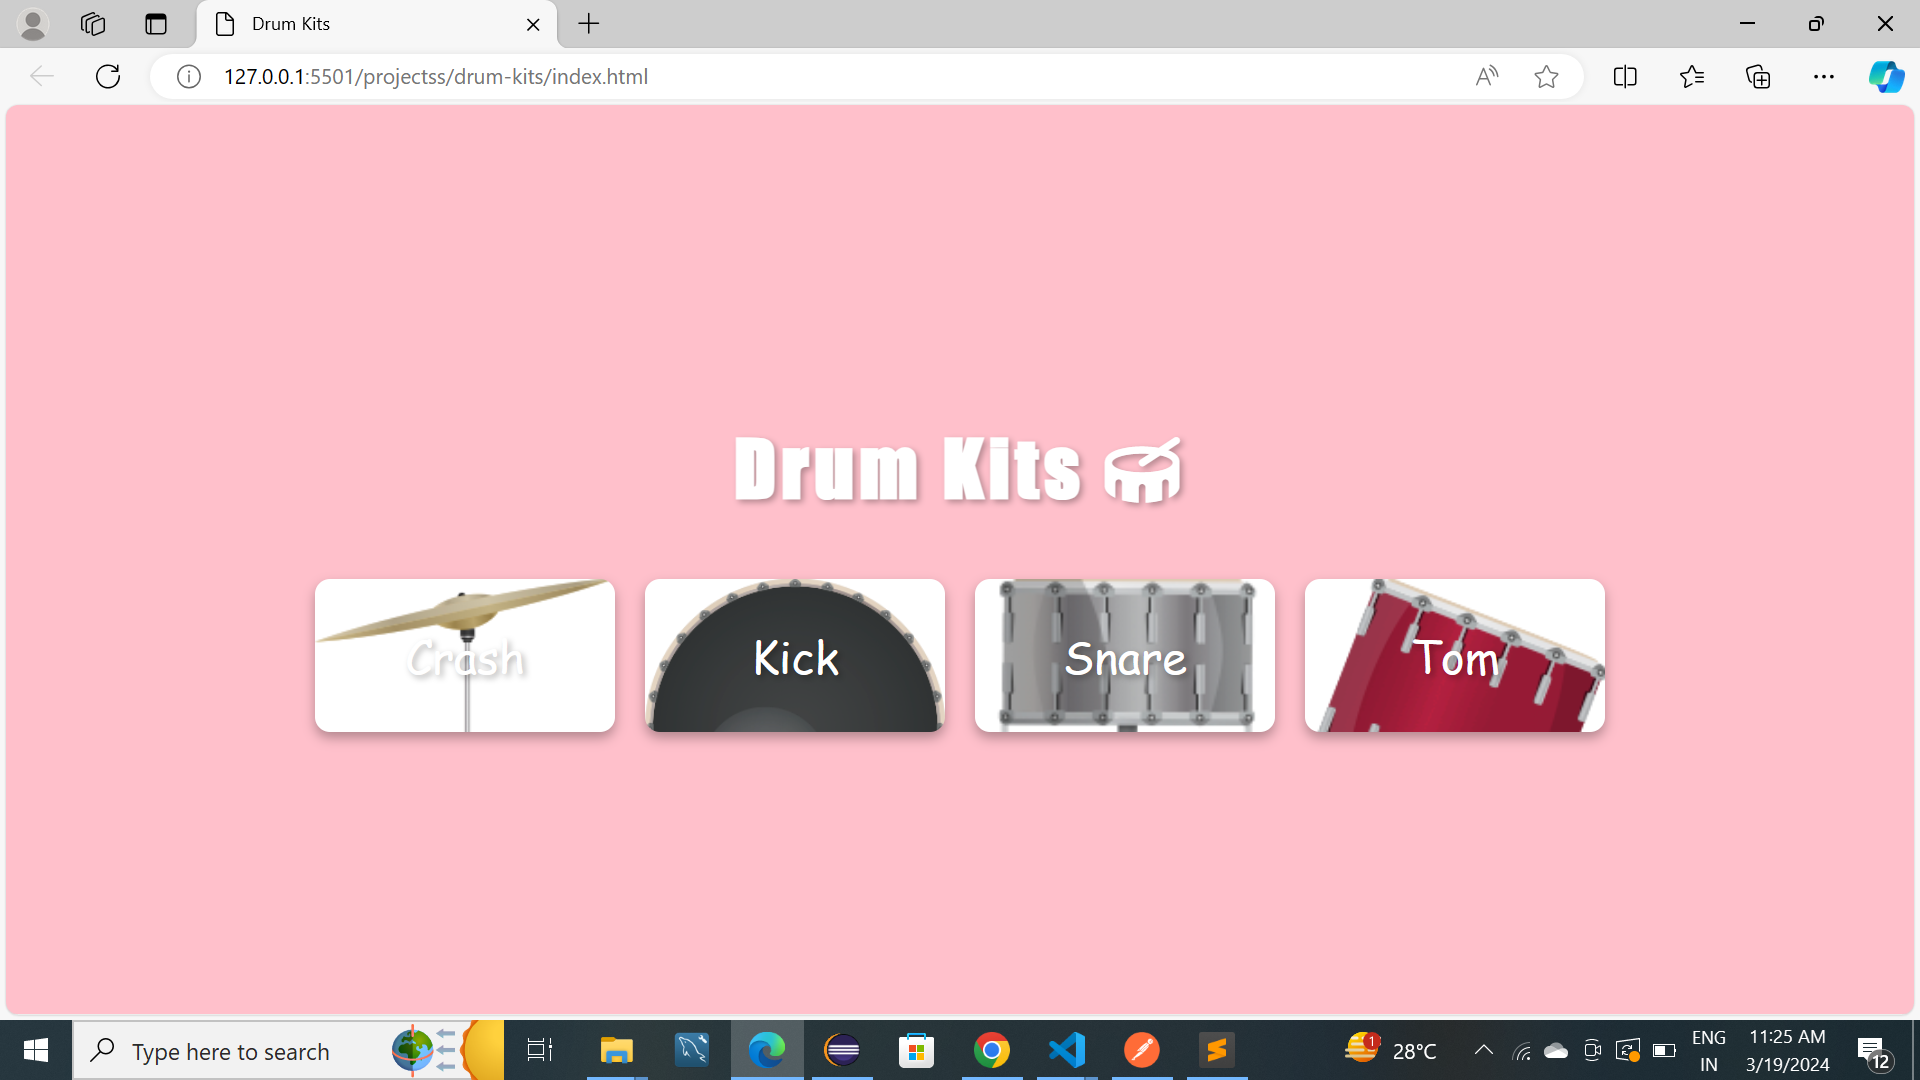 Drum Kits
127.0.0.1:5501/projectss/drum-kits/index.html
Drum Kits
Crash
Kick
Snare
Tom
Type here to search
1
28°C
ENG
IN
11:25 AM
3/19/2024
12